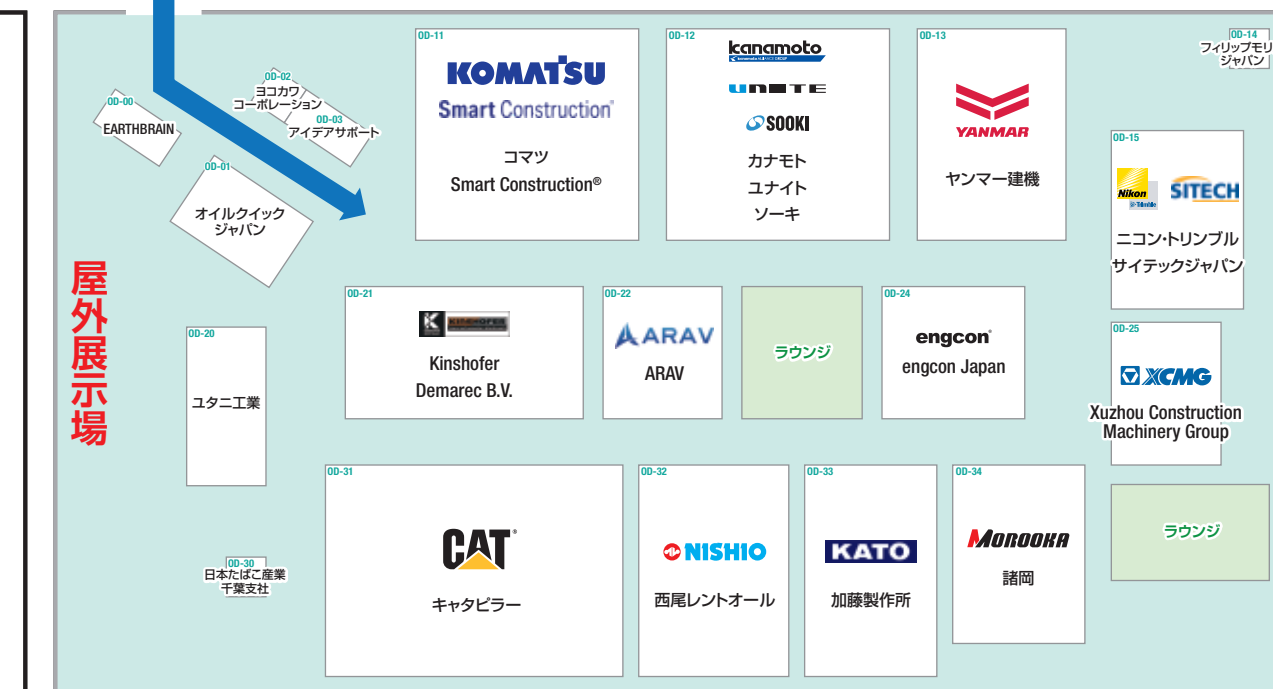 屋外展示場
OD-00
EARTHBRAIN
OD-02
ヨコカワ
コーポレーション
OD-03
アイデアサポート
OD-01
オイルクイック
ジャパン
OD-11
KOMATSU
Smart Construction®
コマツ
Smart Construction®
OD-12
kanamoto
UNITE
SOOKI
カナモト
ユナイト
ソーキ
OD-13
YANMAR
ヤンマー建機
OD-14
フィリップモリ
ジャパン
OD-15
Nikon
Trimble
SITECH
ニコン・トリンブル
サイテックジャパン
OD-20
ユタニ工業
OD-21
KINSHOFER
Kinshofer
Demarec B.V.
OD-22
ARAV
ARAV
ラウンジ
OD-24
engcon®
engcon Japan
OD-25
XCMG
Xuzhou Construction
Machinery Group
OD-30
日本たばこ産業
千葉支社
OD-31
CAT®
キャタピラー
OD-32
NISHIO
西尾レントオール
OD-33
KATO
加藤製作所
OD-34
MOROOKA
諸岡
ラウンジ